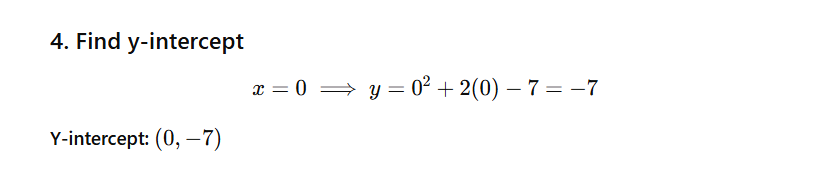 4. Find y-intercept
x = 0 ⟹ y = 0² + 2(0) − 7 = −7
Y-intercept: (0, −7)